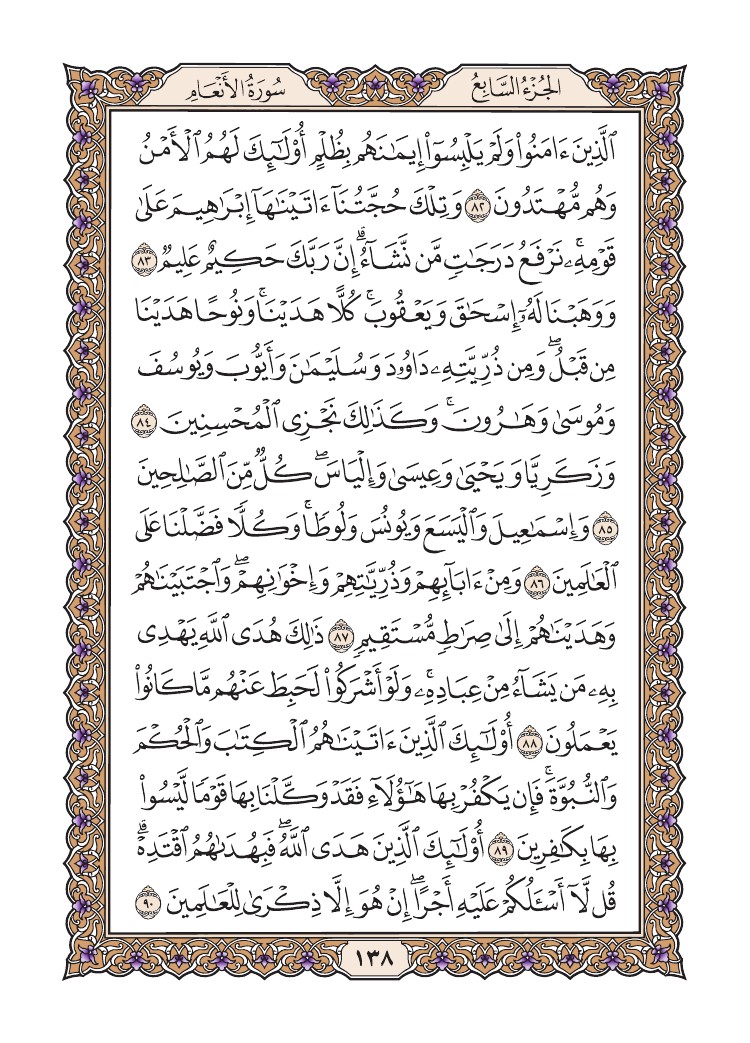 الجُزْءُ السَّابِعُ
سُورَةُ الأَنْعَامِ
ٱلَّذِينَ ءَامَنُوا۟ وَلَمْ يَلْبِسُوٓا۟ إِيمَـٰنَهُم بِظُلْمٍ أُو۟لَـٰٓئِكَ لَهُمُ ٱلْأَمْنُ
وَهُم مُّهْتَدُونَ ٨٢ وَتِلْكَ حُجَّتُنَآ ءَاتَيْنَـٰهَآ إِبْرَٰهِيمَ عَلَىٰ
قَوْمِهِۦ ۚ نَرْفَعُ دَرَجَـٰتٍ مَّن نَّشَآءُ ۗ إِنَّ رَبَّكَ حَكِيمٌ عَلِيمٌ ٨٣
وَوَهَبْنَا لَهُۥٓ إِسْحَـٰقَ وَيَعْقُوبَ ۚ كُلًّا هَدَيْنَا ۚ وَنُوحًا هَدَيْنَا
مِن قَبْلُ ۖ وَمِن ذُرِّيَّتِهِۦ دَاوُۥدَ وَسُلَيْمَـٰنَ وَأَيُّوبَ وَيُوسُفَ
وَمُوسَىٰ وَهَـٰرُونَ ۚ وَكَذَٰلِكَ نَجْزِى ٱلْمُحْسِنِينَ ٨٤
وَزَكَرِيَّا وَيَحْيَىٰ وَعِيسَىٰ وَإِلْيَاسَ ۖ كُلٌّ مِّنَ ٱلصَّـٰلِحِينَ
٨٥ وَإِسْمَـٰعِيلَ وَٱلْيَسَعَ وَيُونُسَ وَلُوطًا ۚ وَكُلًّا فَضَّلْنَا عَلَى
ٱلْعَـٰلَمِينَ ٨٦ وَمِنْ ءَابَآئِهِمْ وَذُرِّيَّـٰتِهِمْ وَإِخْوَٰنِهِمْ ۖ وَٱجْتَبَيْنَـٰهُمْ
وَهَدَيْنَـٰهُمْ إِلَىٰ صِرَٰطٍ مُّسْتَقِيمٍ ٨٧ ذَٰلِكَ هُدَى ٱللَّهِ يَهْدِى
بِهِۦ مَن يَشَآءُ مِنْ عِبَادِهِۦ ۚ وَلَوْ أَشْرَكُوا۟ لَحَبِطَ عَنْهُم مَّا كَانُوا۟
يَعْمَلُونَ ٨٨ أُو۟لَـٰٓئِكَ ٱلَّذِينَ ءَاتَيْنَـٰهُمُ ٱلْكِتَـٰبَ وَٱلْحُكْمَ
وَٱلنُّبُوَّةَ ۚ فَإِن يَكْفُرْ بِهَا هَـٰٓؤُلَآءِ فَقَدْ وَكَّلْنَا بِهَا قَوْمًا لَّيْسُوا۟
بِهَا بِكَـٰفِرِينَ ٨٩ أُو۟لَـٰٓئِكَ ٱلَّذِينَ هَدَى ٱللَّهُ ۖ فَبِهُدَىٰهُمُ ٱقْتَدِهْ ۗ
قُل لَّآ أَسْـَٔلُكُمْ عَلَيْهِ أَجْرًا ۖ إِنْ هُوَ إِلَّا ذِكْرَىٰ لِلْعَـٰلَمِينَ ٩٠
١٣٨